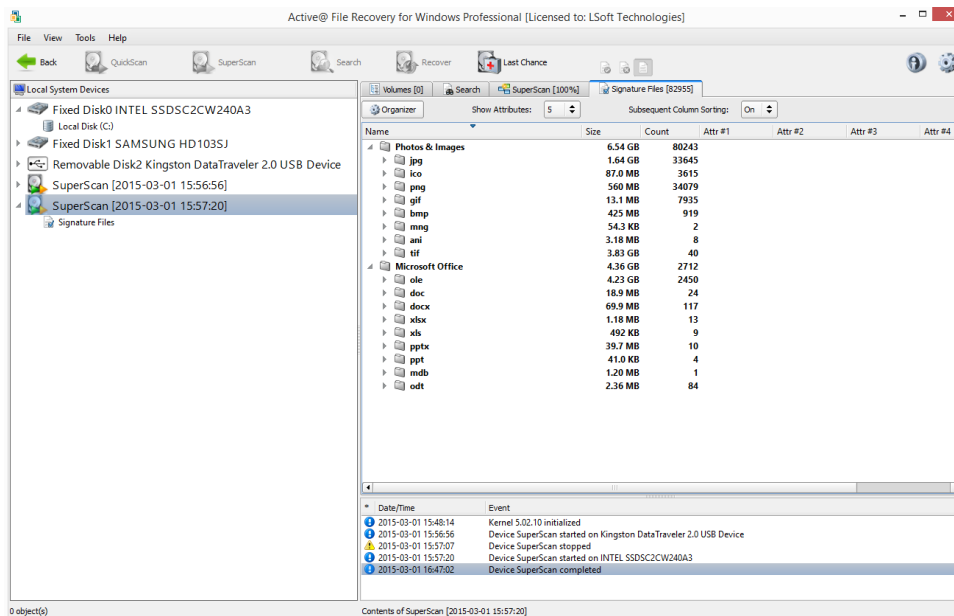 Active@ File Recovery for Windows Professional [Licensed to: LSoft Technologies]
File View Tools Help
Back QuickScan SuperScan Search Recover Last Chance
Local System Devices
Fixed Disk0 INTEL SSDSC2CW240A3
Local Disk (C:)
Fixed Disk1 SAMSUNG HD103SJ
Removable Disk2 Kingston DataTraveler 2.0 USB Device
SuperScan [2015-03-01 15:56:56]
SuperScan [2015-03-01 15:57:20]
Signature Files
Volumes [0] Search SuperScan [100%] Signature Files [82955]
Organizer Show Attributes: 5 Subsequent Column Sorting: On
Name Size Count Attr #1 Attr #2 Attr #3 Attr #4
Photos & Images 6.54 GB 80243
jpg 1.64 GB 33645
ico 87.0 MB 3615
png 560 MB 34079
gif 13.1 MB 7935
bmp 425 MB 919
mng 54.3 KB 2
ani 3.18 MB 8
tif 3.83 GB 40
Microsoft Office 4.36 GB 2712
ole 4.23 GB 2450
doc 18.9 MB 24
docx 69.9 MB 117
xlsx 1.18 MB 13
xls 492 KB 9
pptx 39.7 MB 10
ppt 41.0 KB 4
mdb 1.20 MB 1
odt 2.36 MB 84
* Date/Time Event
2015-03-01 15:48:14 Kernel 5.02.10 initialized
2015-03-01 15:56:56 Device SuperScan started on Kingston DataTraveler 2.0 USB Device
2015-03-01 15:57:07 Device SuperScan stopped
2015-03-01 15:57:20 Device SuperScan started on INTEL SSDSC2CW240A3
2015-03-01 16:47:02 Device SuperScan completed
0 object(s) Contents of SuperScan [2015-03-01 15:57:20]